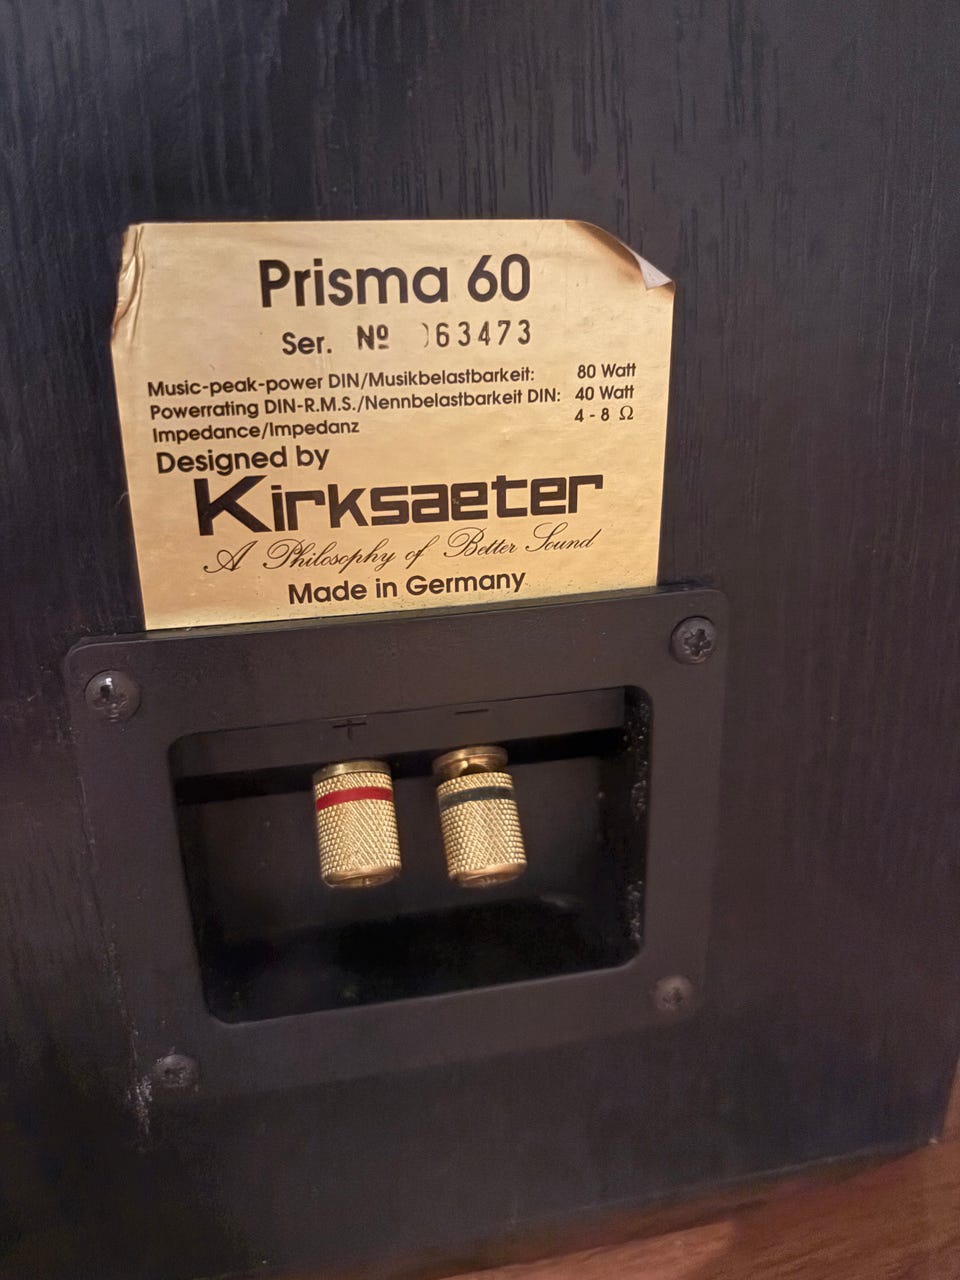 Prisma 60
Ser. Nº 63473
Music-peak-power DIN/Musikbelastbarkeit: 80 Watt
Powerrating DIN-R.M.S./Nennbelastbarkeit DIN: 40 Watt
Impedance/Impedanz 4 - 8 Ω
Designed by
Kirksaeter
A Philosophy of Better Sound
Made in Germany
+ −